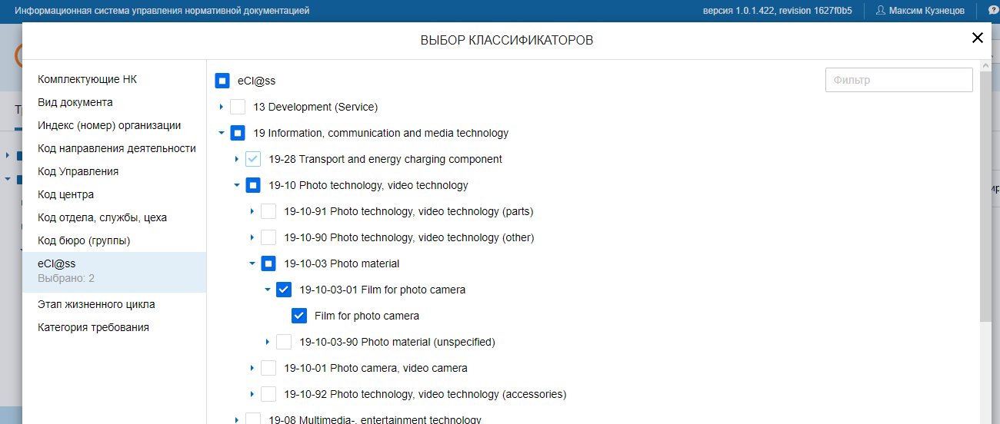 Информационная система управления нормативной документацией
версия 1.0.1.422, revision 1627f0b5
Максим Кузнецов
ВЫБОР КЛАССИФИКАТОРОВ
Комплектующие НК
Вид документа
Индекс (номер) организации
Код направления деятельности
Код Управления
Код центра
Код отдела, службы, цеха
Код бюро (группы)
eCl@ss
Выбрано: 2
Этап жизненного цикла
Категория требования
eCl@ss
Фильтр
13 Development (Service)
19 Information, communication and media technology
19-28 Transport and energy charging component
19-10 Photo technology, video technology
19-10-91 Photo technology, video technology (parts)
19-10-90 Photo technology, video technology (other)
19-10-03 Photo material
19-10-03-01 Film for photo camera
Film for photo camera
19-10-03-90 Photo material (unspecified)
19-10-01 Photo camera, video camera
19-10-92 Photo technology, video technology (accessories)
19-08 Multimedia-, entertainment technology